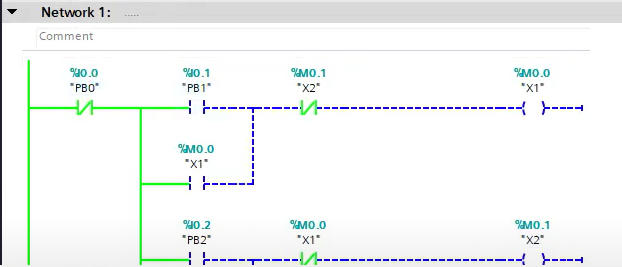 Network 1: .....
Comment
%I0.0 %I0.1 %M0.1 %M0.0
"PB0" "PB1" "X2" "X1"
%M0.0
"X1"
%I0.2 %M0.0 %M0.1
"PB2" "X1" "X2"